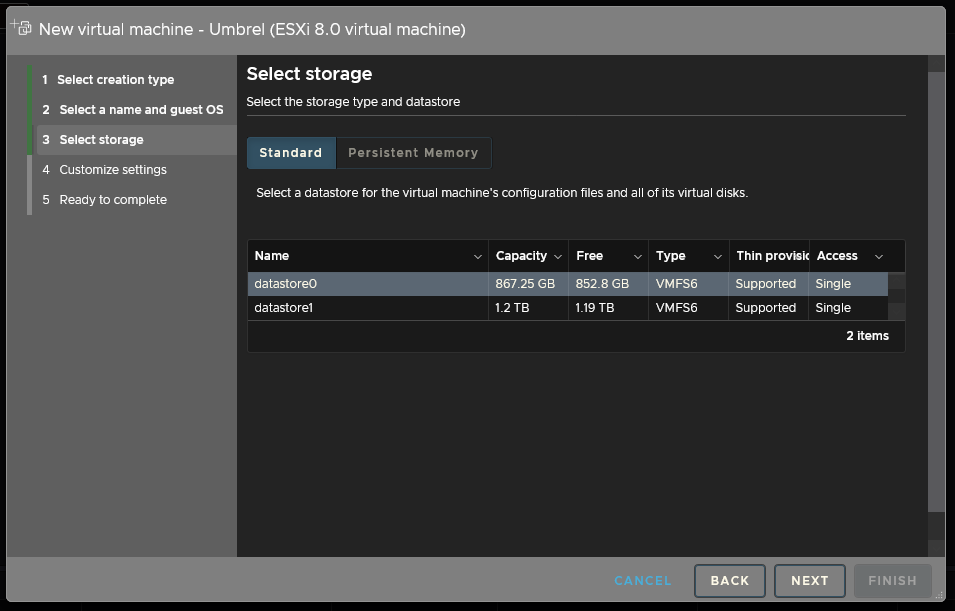 New virtual machine - Umbrel (ESXi 8.0 virtual machine)
1 Select creation type
2 Select a name and guest OS
3 Select storage
4 Customize settings
5 Ready to complete
Select storage
Select the storage type and datastore
Standard Persistent Memory
Select a datastore for the virtual machine's configuration files and all of its virtual disks.
Name Capacity Free Type Thin provisic Access
datastore0 867.25 GB 852.8 GB VMFS6 Supported Single
datastore1 1.2 TB 1.19 TB VMFS6 Supported Single
2 items
CANCEL BACK NEXT FINISH